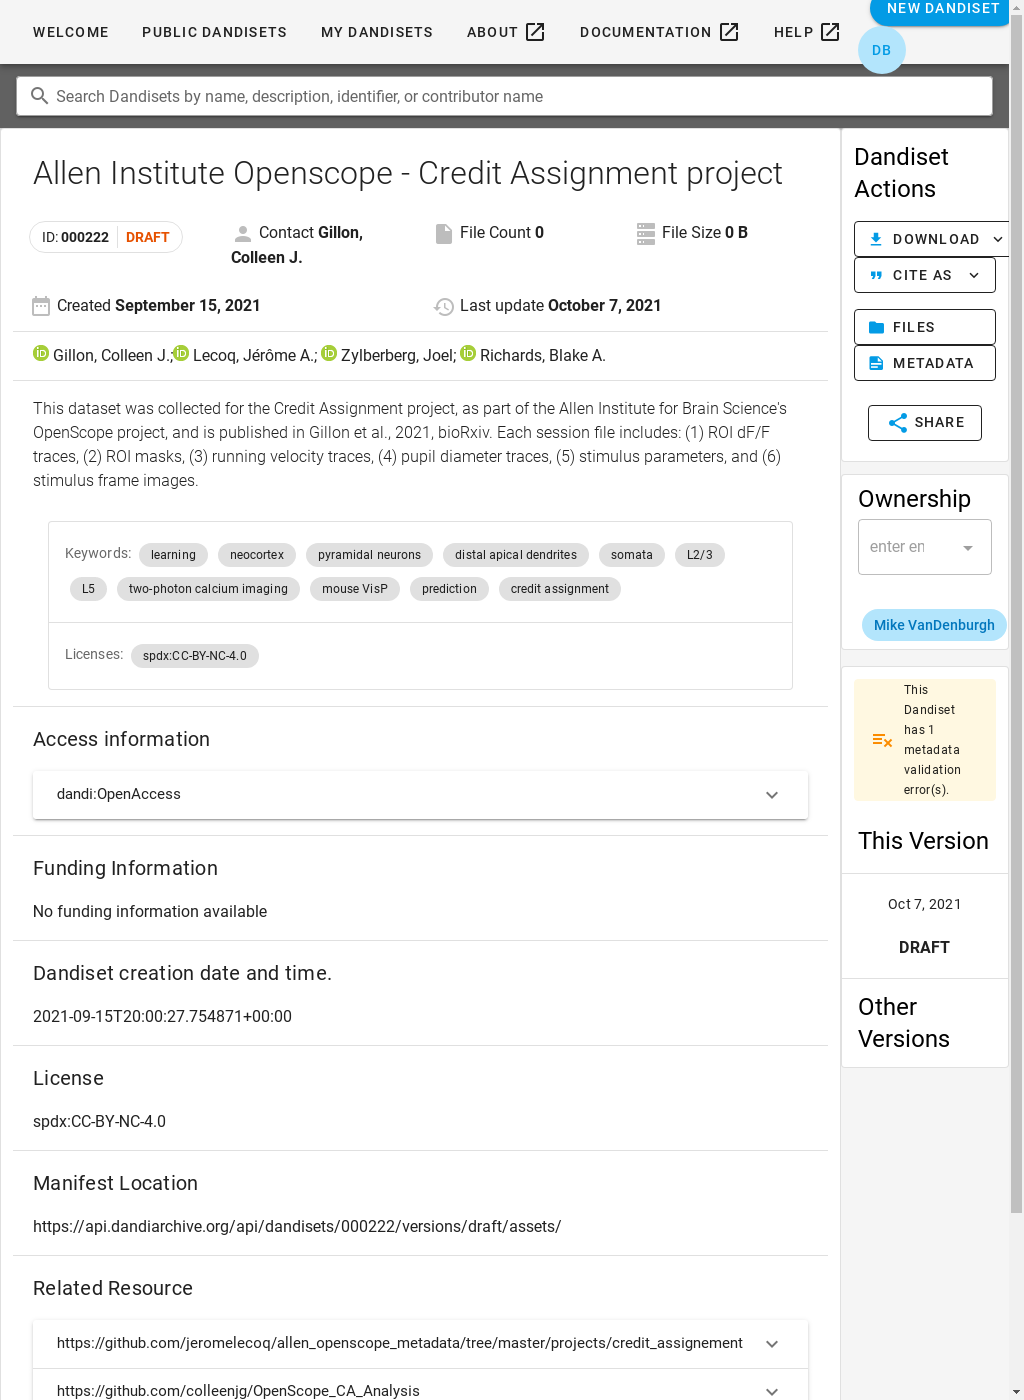 WELCOME PUBLIC DANDISETS MY DANDISETS ABOUT DOCUMENTATION HELP NEW DANDISET
DB
Search Dandisets by name, description, identifier, or contributor name
Allen Institute Openscope - Credit Assignment project
ID: 000222 DRAFT
Contact Gillon, Colleen J.
File Count 0
File Size 0 B
Created September 15, 2021
Last update October 7, 2021
Gillon, Colleen J.; Lecoq, Jérôme A.; Zylberberg, Joel; Richards, Blake A.
This dataset was collected for the Credit Assignment project, as part of the Allen Institute for Brain Science's
OpenScope project, and is published in Gillon et al., 2021, bioRxiv. Each session file includes: (1) ROI dF/F
traces, (2) ROI masks, (3) running velocity traces, (4) pupil diameter traces, (5) stimulus parameters, and (6)
stimulus frame images.
Keywords: learning neocortex pyramidal neurons distal apical dendrites somata L2/3
L5 two-photon calcium imaging mouse VisP prediction credit assignment
Licenses: spdx:CC-BY-NC-4.0
Access information
dandi:OpenAccess
Funding Information
No funding information available
Dandiset creation date and time.
2021-09-15T20:00:27.754871+00:00
License
spdx:CC-BY-NC-4.0
Manifest Location
https://api.dandiarchive.org/api/dandisets/000222/versions/draft/assets/
Related Resource
https://github.com/jeromelecoq/allen_openscope_metadata/tree/master/projects/credit_assignement
https://github.com/colleenjg/OpenScope_CA_Analysis
Dandiset
Actions
DOWNLOAD
CITE AS
FILES
METADATA
SHARE
Ownership
enter en
Mike VanDenburgh
This
Dandiset
has 1
metadata
validation
error(s).
This Version
Oct 7, 2021
DRAFT
Other
Versions